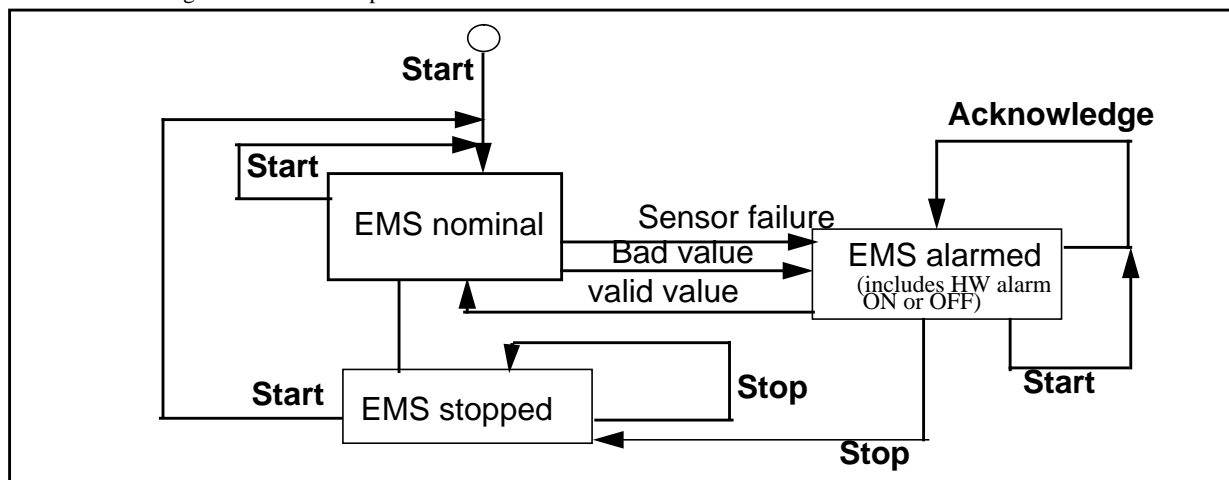 Start
Acknowledge
Start
EMS nominal
Sensor failure
Bad value
valid value
EMS alarmed
(includes HW alarm
ON or OFF)
Start
EMS stopped
Stop
Start
Stop